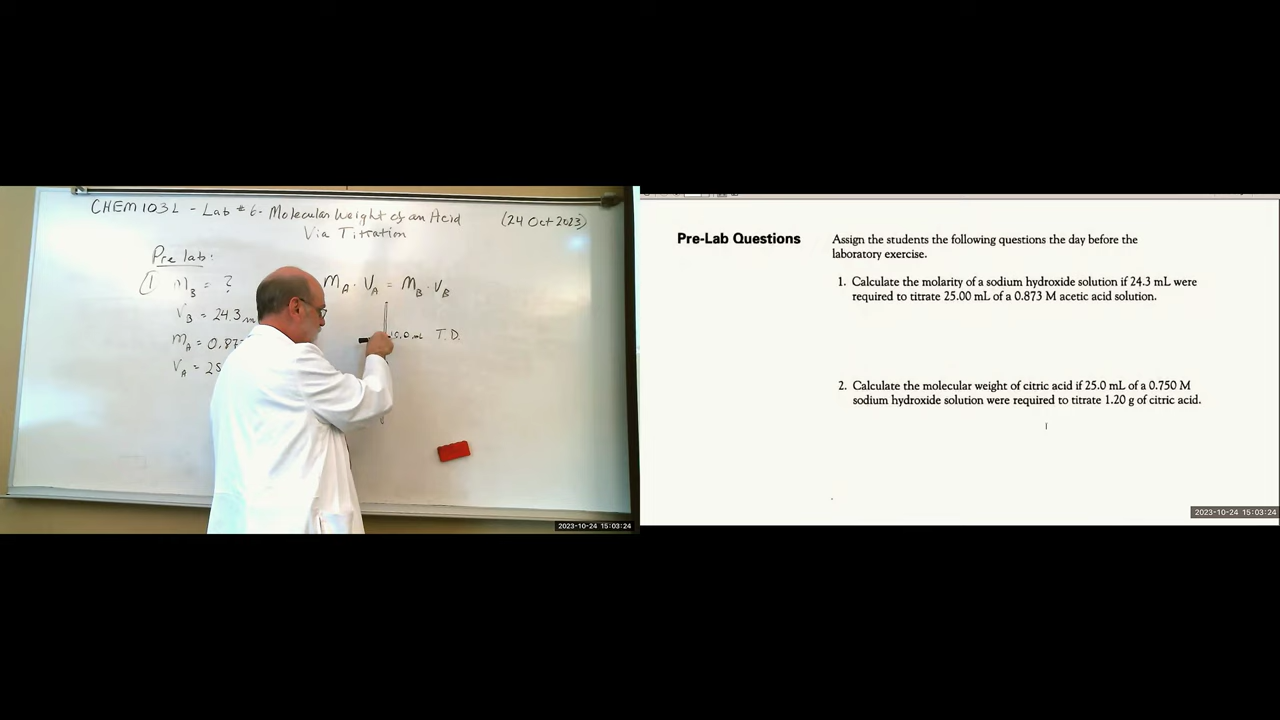 CHEM 103L - Lab #6. Molecular Weight of an Acid
Via Titration
(24 Oct 2023)
Pre lab:
1 M_B = ?
V_B = 24.3 m
M_A = 0.87
V_A = 25
M_A · V_A = M_B · V_B
T.D.
2023-10-24 15:03:24
Pre-Lab Questions
Assign the students the following questions the day before the
laboratory exercise.
1. Calculate the molarity of a sodium hydroxide solution if 24.3 mL were
required to titrate 25.00 mL of a 0.873 M acetic acid solution.
2. Calculate the molecular weight of citric acid if 25.0 mL of a 0.750 M
sodium hydroxide solution were required to titrate 1.20 g of citric acid.
2023-10-24 15:03:24